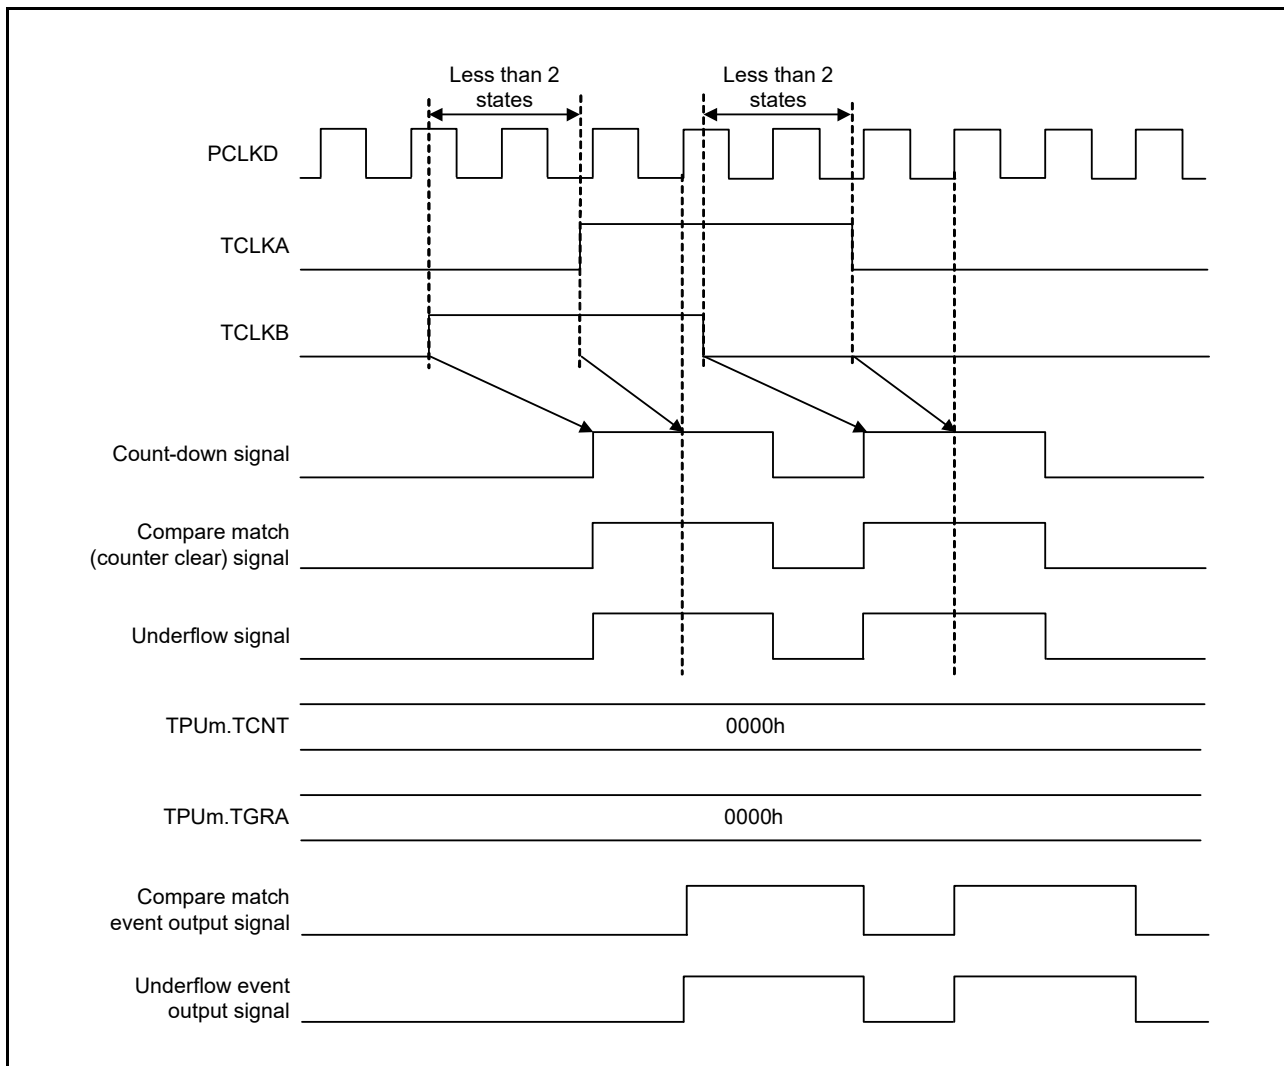 Less than 2
states
Less than 2
states
PCLKD
TCLKA
TCLKB
Count-down signal
Compare match
(counter clear) signal
Underflow signal
TPUm.TCNT
0000h
TPUm.TGRA
0000h
Compare match
event output signal
Underflow event
output signal